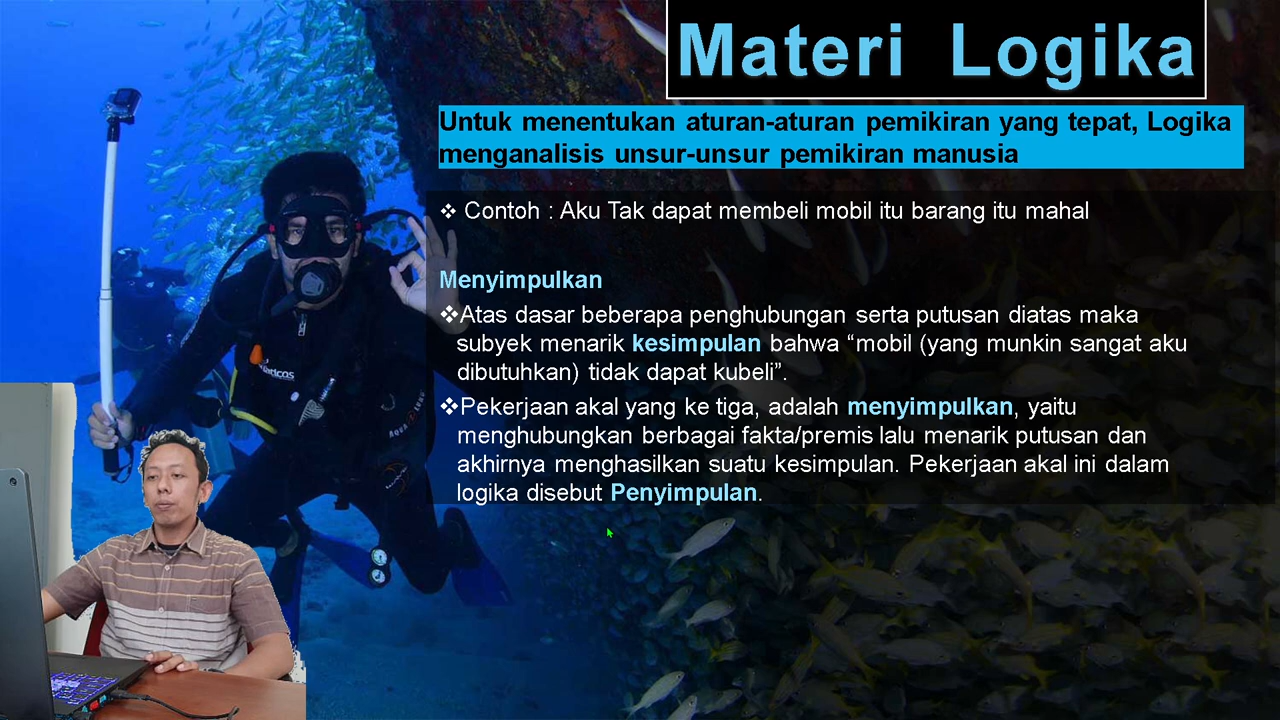 Materi Logika
Untuk menentukan aturan-aturan pemikiran yang tepat, Logika
menganalisis unsur-unsur pemikiran manusia
❖ Contoh : Aku Tak dapat membeli mobil itu barang itu mahal
Menyimpulkan
❖Atas dasar beberapa penghubungan serta putusan diatas maka
subyek menarik kesimpulan bahwa “mobil (yang munkin sangat aku
dibutuhkan) tidak dapat kubeli”.
❖Pekerjaan akal yang ke tiga, adalah menyimpulkan, yaitu
menghubungkan berbagai fakta/premis lalu menarik putusan dan
akhirnya menghasilkan suatu kesimpulan. Pekerjaan akal ini dalam
logika disebut Penyimpulan.